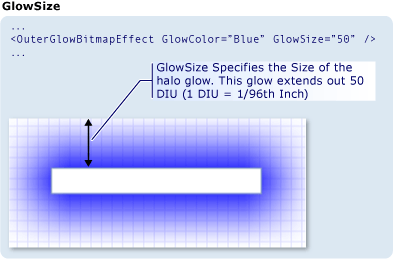 GlowSize
...
<OuterGlowBitmapEffect GlowColor="Blue" GlowSize="50" />
...
GlowSize Specifies the Size of the
halo glow. This glow extends out 50
DIU (1 DIU = 1/96th Inch)